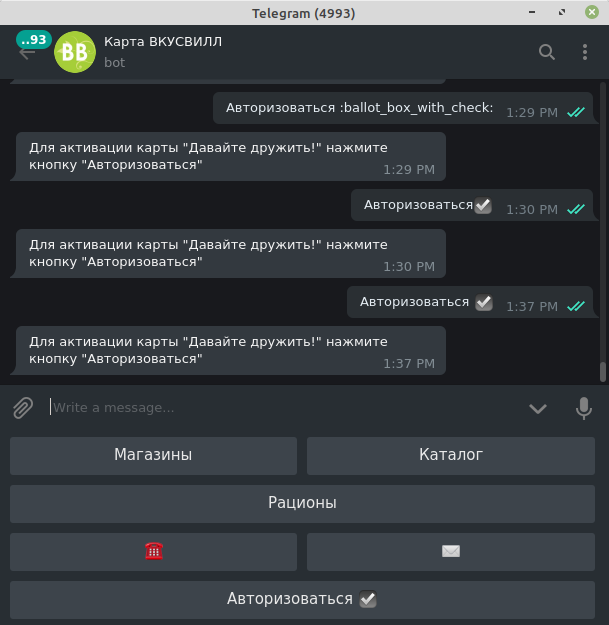 Telegram (4993)
..93
BB
Карта ВКУСВИЛЛ
bot
Авторизоваться :ballot_box_with_check: 1:29 PM
Для активации карты "Давайте дружить!" нажмите
кнопку "Авторизоваться"
1:29 PM
Авторизоваться☑ 1:30 PM
Для активации карты "Давайте дружить!" нажмите
кнопку "Авторизоваться"
1:30 PM
Авторизоваться ☑ 1:37 PM
Для активации карты "Давайте дружить!" нажмите
кнопку "Авторизоваться"
1:37 PM
Write a message...
Магазины
Каталог
Рационы
Авторизоваться ☑